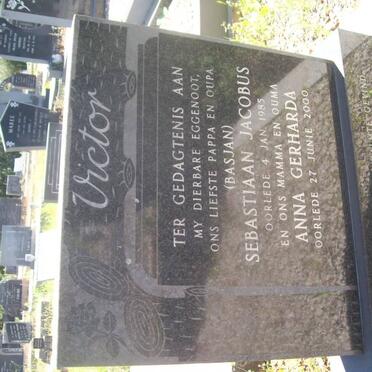 Victor
TER GEDAGTENIS AAN
MY DIERBARE EGGENOOT,
ONS LIEFSTE PAPPA EN OUPA
(BASJAN)
SEBASTIAAN JACOBUS
OORLEDE 4 JAN 1985
EN ONS MAMMA EN OUMA
ANNA GERHARDA
OORLEDE 27 JUNIE 2000